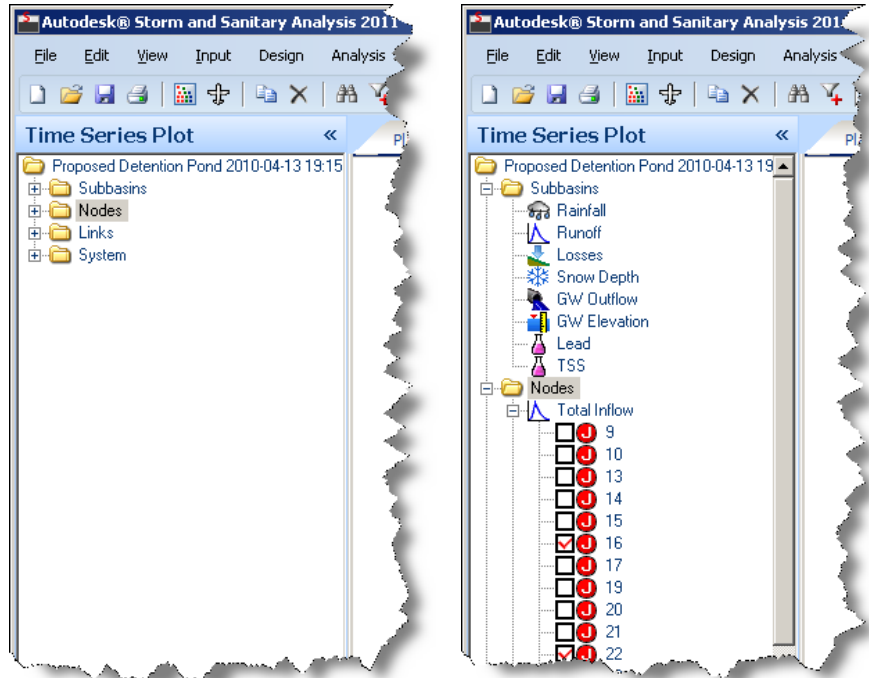 Autodesk® Storm and Sanitary Analysis 2011
File Edit View Input Design Analysis
Time Series Plot «
Proposed Detention Pond 2010-04-13 19:15
Subbasins
Nodes
Links
System
Autodesk® Storm and Sanitary Analysis 201
File Edit View Input Design Analysis
Time Series Plot «
Proposed Detention Pond 2010-04-13 19
Subbasins
Rainfall
Runoff
Losses
Snow Depth
GW Outflow
GW Elevation
Lead
TSS
Nodes
Total Inflow
J 9
J 10
J 13
J 14
J 15
J 16
J 17
J 19
J 20
J 21
J 22